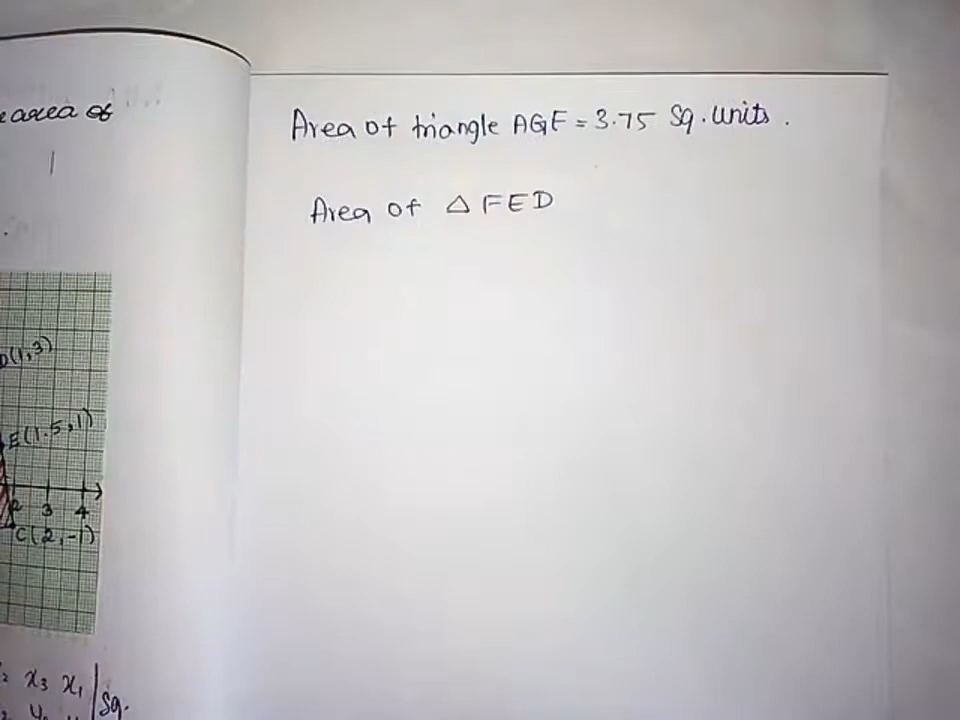 area of
Area of triangle AGF = 3.75 Sq. units .
Area of △ FED
D(1,3)
E(1.5,1)
2 3 4
C(2,-1)
x3 x1 | Sq.